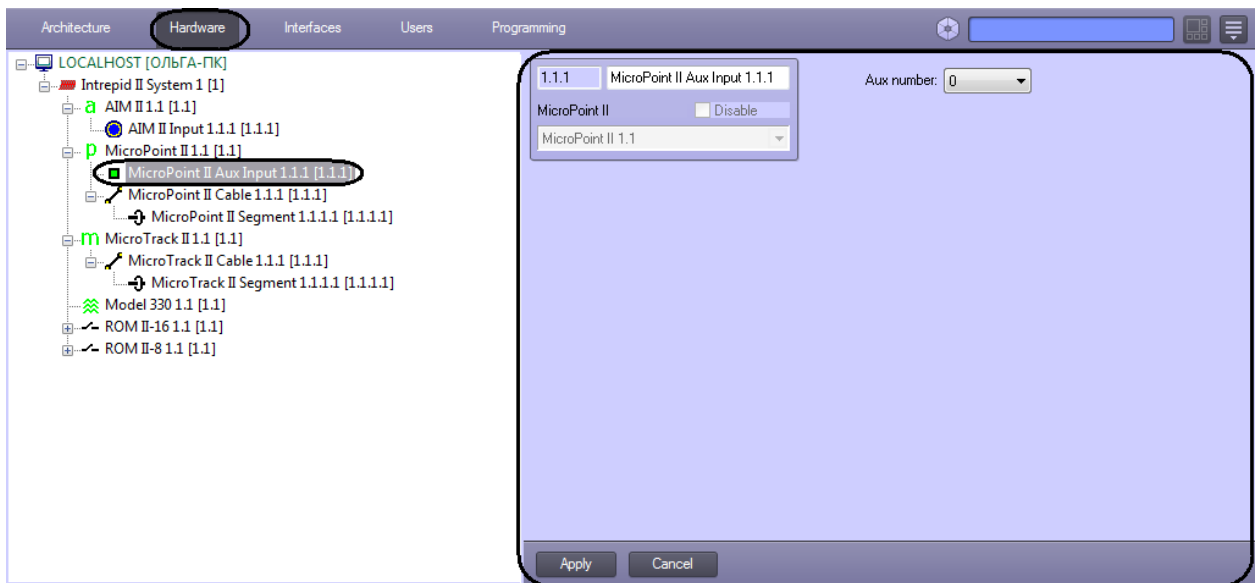 Architecture Hardware Interfaces Users Programming
LOCALHOST [ОЛЬГА-ПК]
Intrepid II System 1 [1]
AIM II 1.1 [1.1]
AIM II Input 1.1.1 [1.1.1]
MicroPoint II 1.1 [1.1]
MicroPoint II Aux Input 1.1.1 [1.1.1]
MicroPoint II Cable 1.1.1 [1.1.1]
MicroPoint II Segment 1.1.1.1 [1.1.1.1]
MicroTrack II 1.1 [1.1]
MicroTrack II Cable 1.1.1 [1.1.1]
MicroTrack II Segment 1.1.1.1 [1.1.1.1]
Model 330 1.1 [1.1]
ROM II-16 1.1 [1.1]
ROM II-8 1.1 [1.1]
1.1.1 MicroPoint II Aux Input 1.1.1
MicroPoint II Disable
MicroPoint II 1.1
Aux number: 0
Apply Cancel